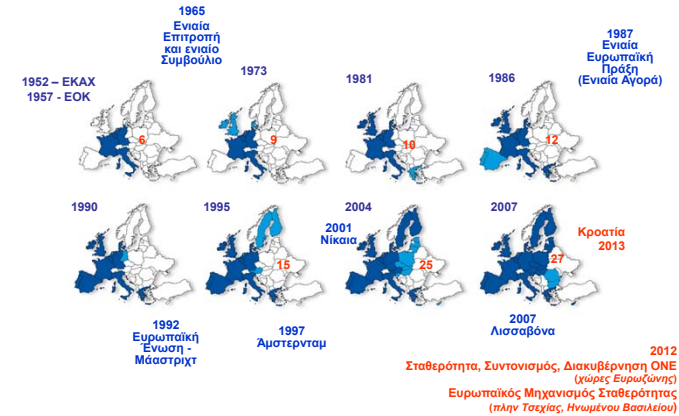 1965
Ενιαία
Επιτροπή
και ενιαίο
Συμβούλιο
1987
Ενιαία
Ευρωπαϊκή
Πράξη
(Ενιαία Αγορά)
1952 – ΕΚΑΧ
1957 - ΕΟΚ
1973
1981
1986
6
9
10
12
1990
1995
2001
Νίκαια
2004
2007
Κροατία
2013
15
25
27
1992
Ευρωπαϊκή
Ένωση -
Μάαστριχτ
1997
Άμστερνταμ
2007
Λισσαβόνα
2012
Σταθερότητα, Συντονισμός, Διακυβέρνηση ΟΝΕ
(χώρες Ευρωζώνης)
Ευρωπαϊκός Μηχανισμός Σταθερότητας
(πλην Τσεχίας, Ηνωμένου Βασιλείου)